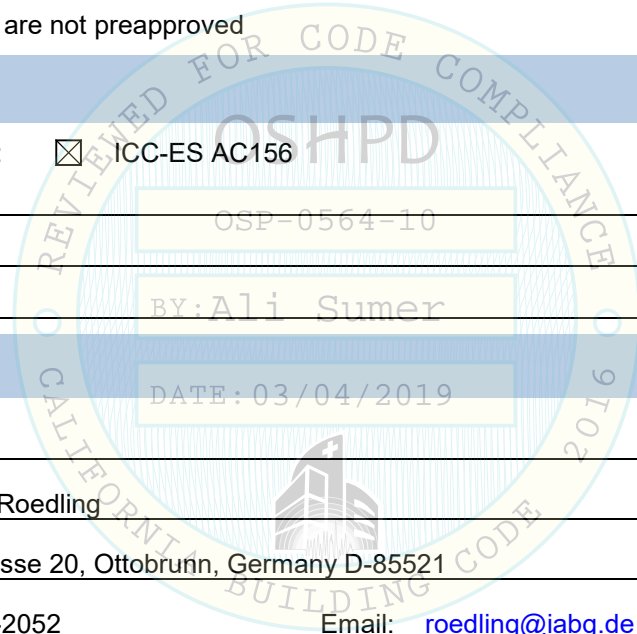 are not preapproved
REVIEWED FOR CODE COMPLIANCE
OSHPD
☒ ICC-ES AC156
OSP-0564-10
BY:Ali Sumer
DATE:03/04/2019
CALIFORNIA BUILDING CODE 2016
Roedling
sse 20, Ottobrunn, Germany D-85521
-2052 Email: roedling@iabg.de